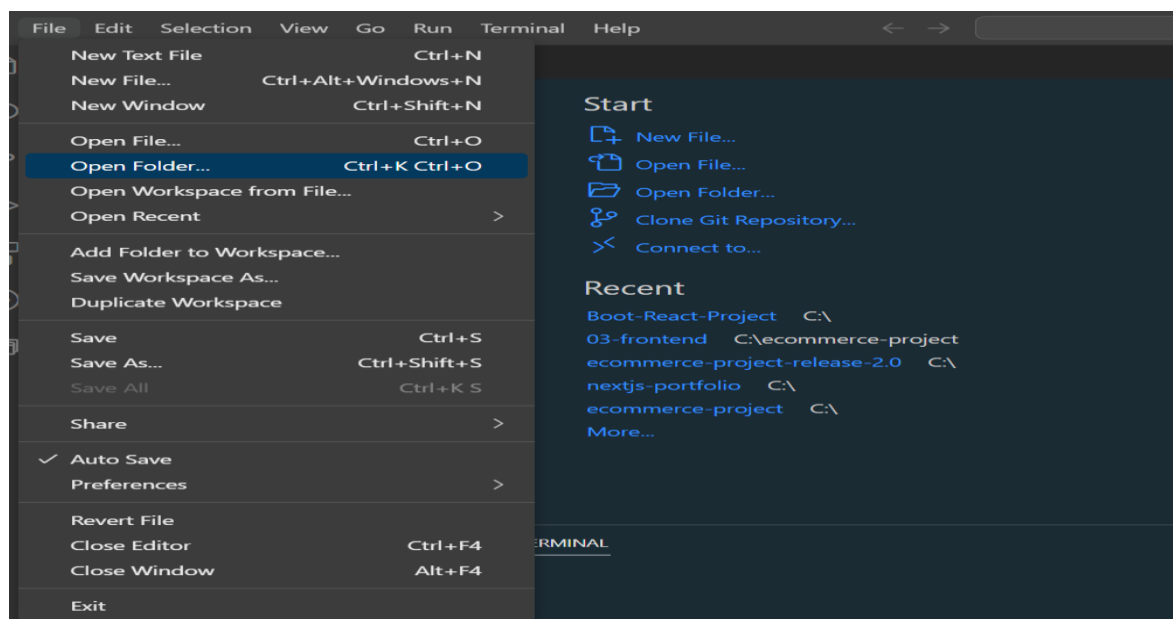 File Edit Selection View Go Run Terminal Help
New Text File Ctrl+N
New File... Ctrl+Alt+Windows+N
New Window Ctrl+Shift+N
Open File... Ctrl+O
Open Folder... Ctrl+K Ctrl+O
Open Workspace from File...
Open Recent
Add Folder to Workspace...
Save Workspace As...
Duplicate Workspace
Save Ctrl+S
Save As... Ctrl+Shift+S
Save All Ctrl+K S
Share
Auto Save
Preferences
Revert File
Close Editor Ctrl+F4
Close Window Alt+F4
Exit
Start
New File...
Open File...
Open Folder...
Clone Git Repository...
Connect to...
Recent
Boot-React-Project C:\
03-frontend C:\ecommerce-project
ecommerce-project-release-2.0 C:\
nextjs-portfolio C:\
ecommerce-project C:\
More...
ERMINAL